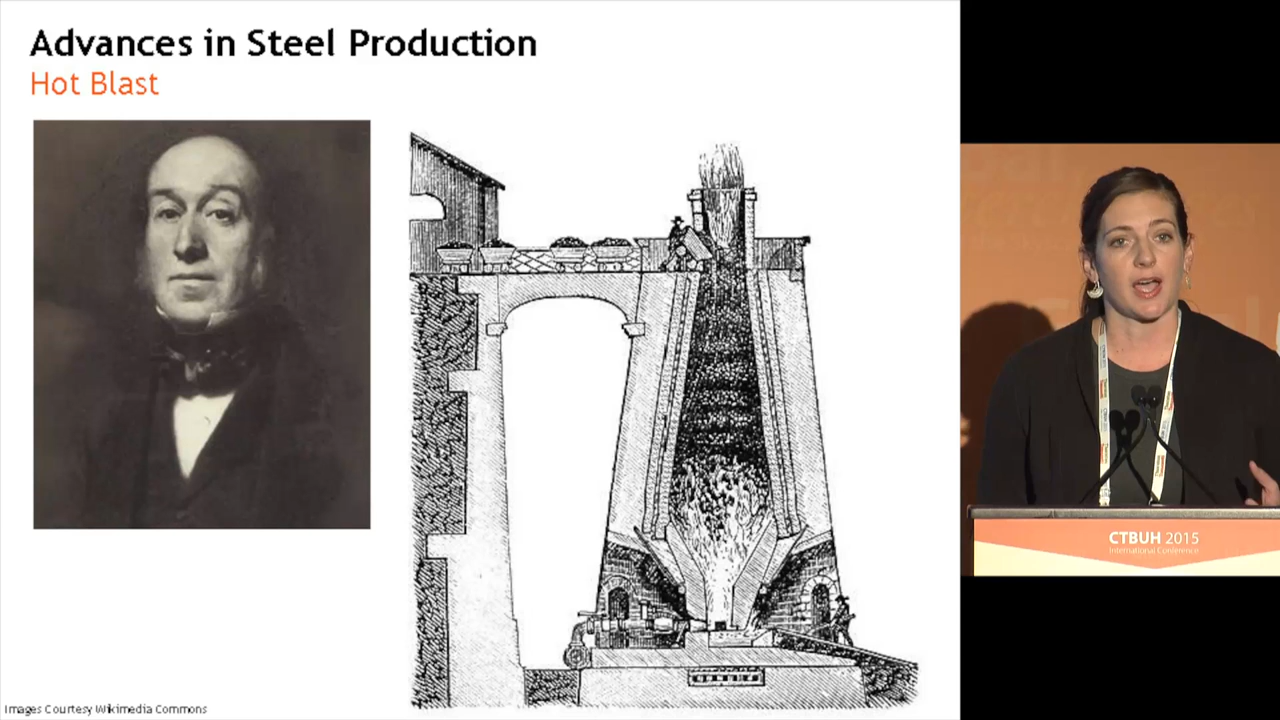 Advances in Steel Production
Hot Blast
Images Courtesy Wikimedia Commons
CTBUH 2015
International Conference